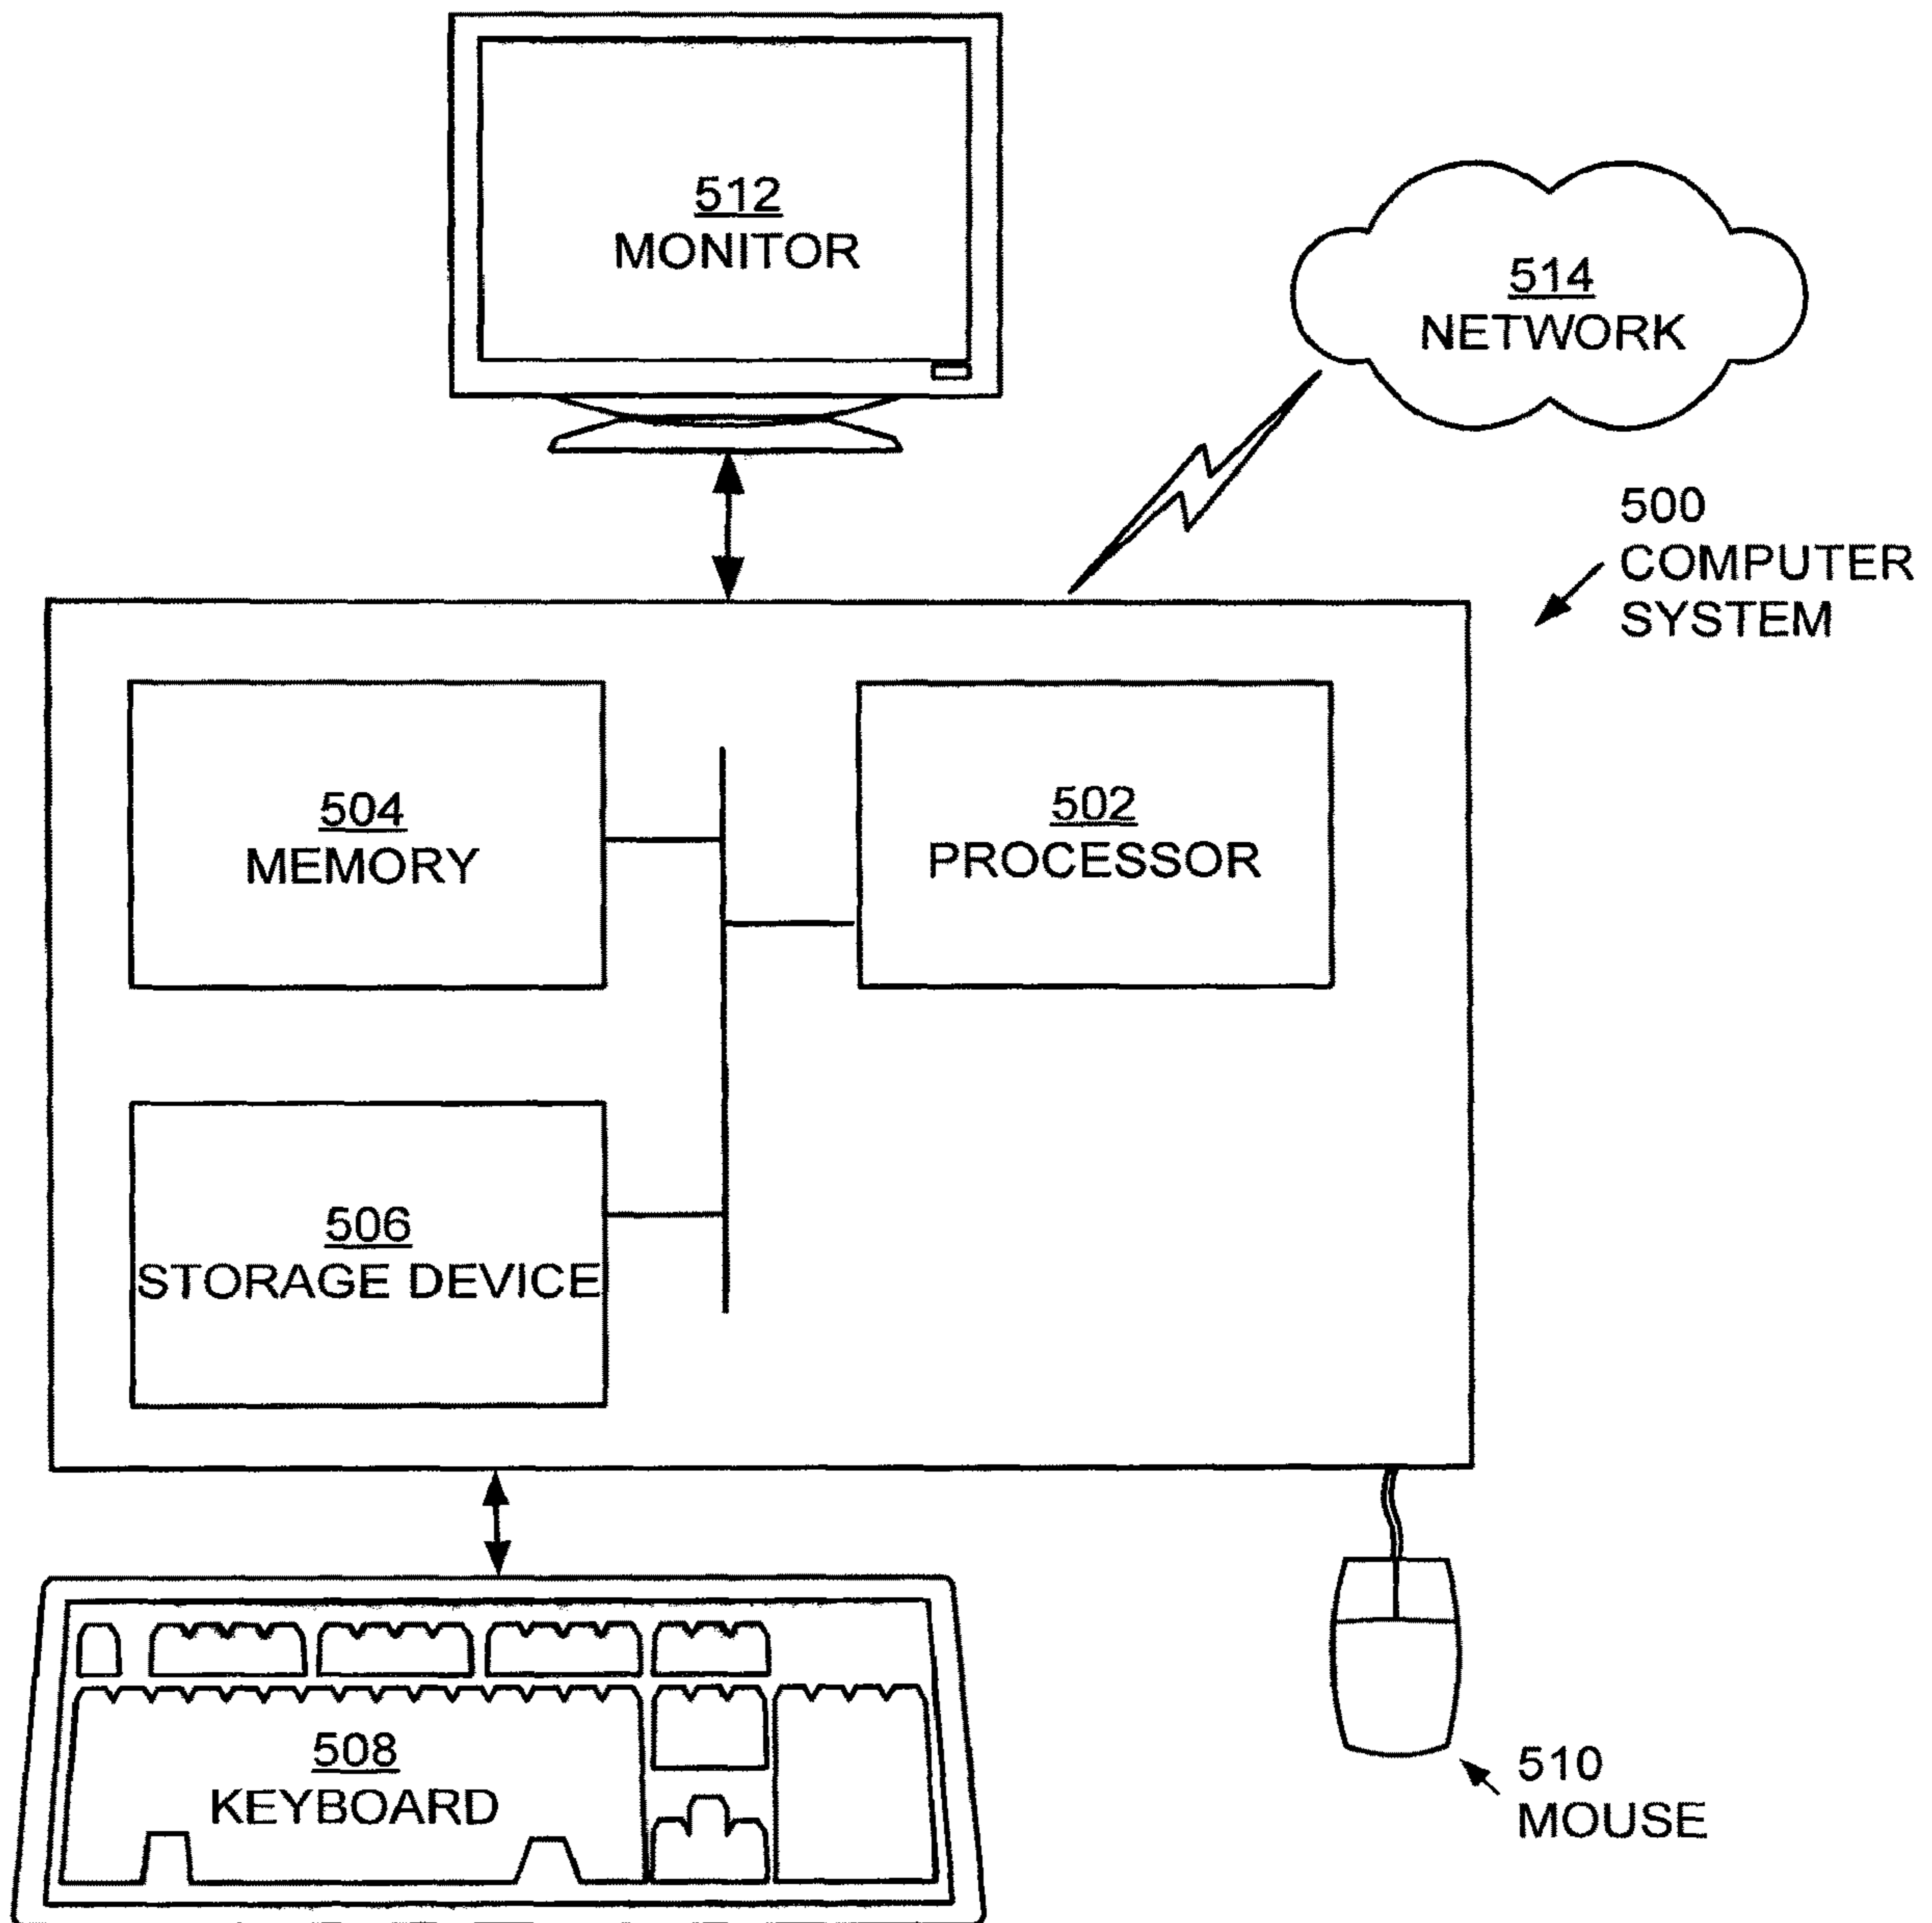 512
MONITOR
514
NETWORK
500
COMPUTER
SYSTEM
504
MEMORY
502
PROCESSOR
506
STORAGE DEVICE
508
KEYBOARD
510
MOUSE